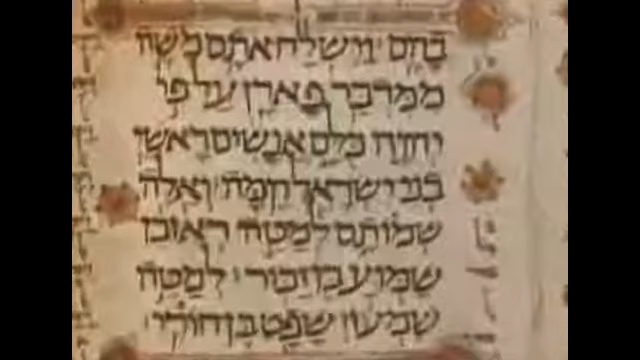 בהם וישלח אתם משה
ממדבר פארן על פי
יהוה כלם אנשים ראשי
בני ישראל המה ואלה
שמותם למטה ראובן
שמוע בן זכור למטה
שמעון שפט בן חורי